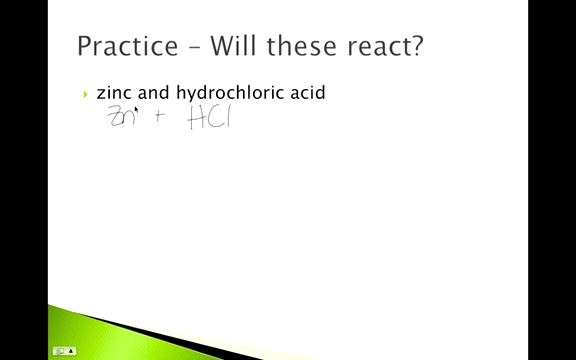 Practice – Will these react?
zinc and hydrochloric acid
Zn + HCl